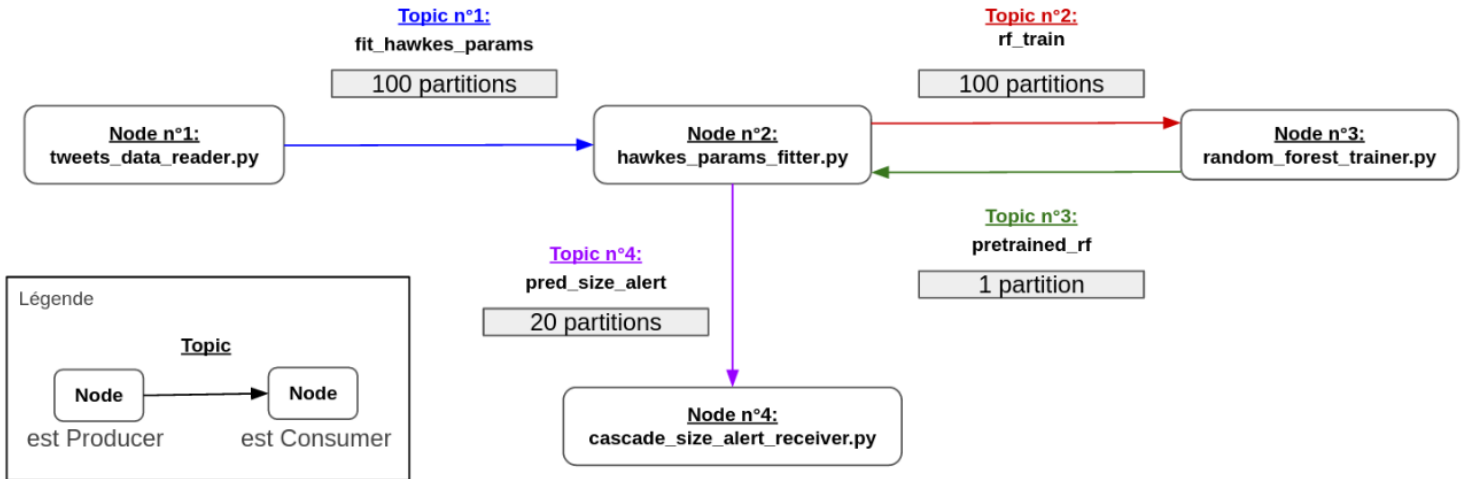 Topic n°1:
fit_hawkes_params
100 partitions
Topic n°2:
rf_train
100 partitions
Node n°1:
tweets_data_reader.py
Node n°2:
hawkes_params_fitter.py
Node n°3:
random_forest_trainer.py
Topic n°3:
pretrained_rf
1 partition
Topic n°4:
pred_size_alert
20 partitions
Légende
Topic
Node
Node
est Producer
est Consumer
Node n°4:
cascade_size_alert_receiver.py